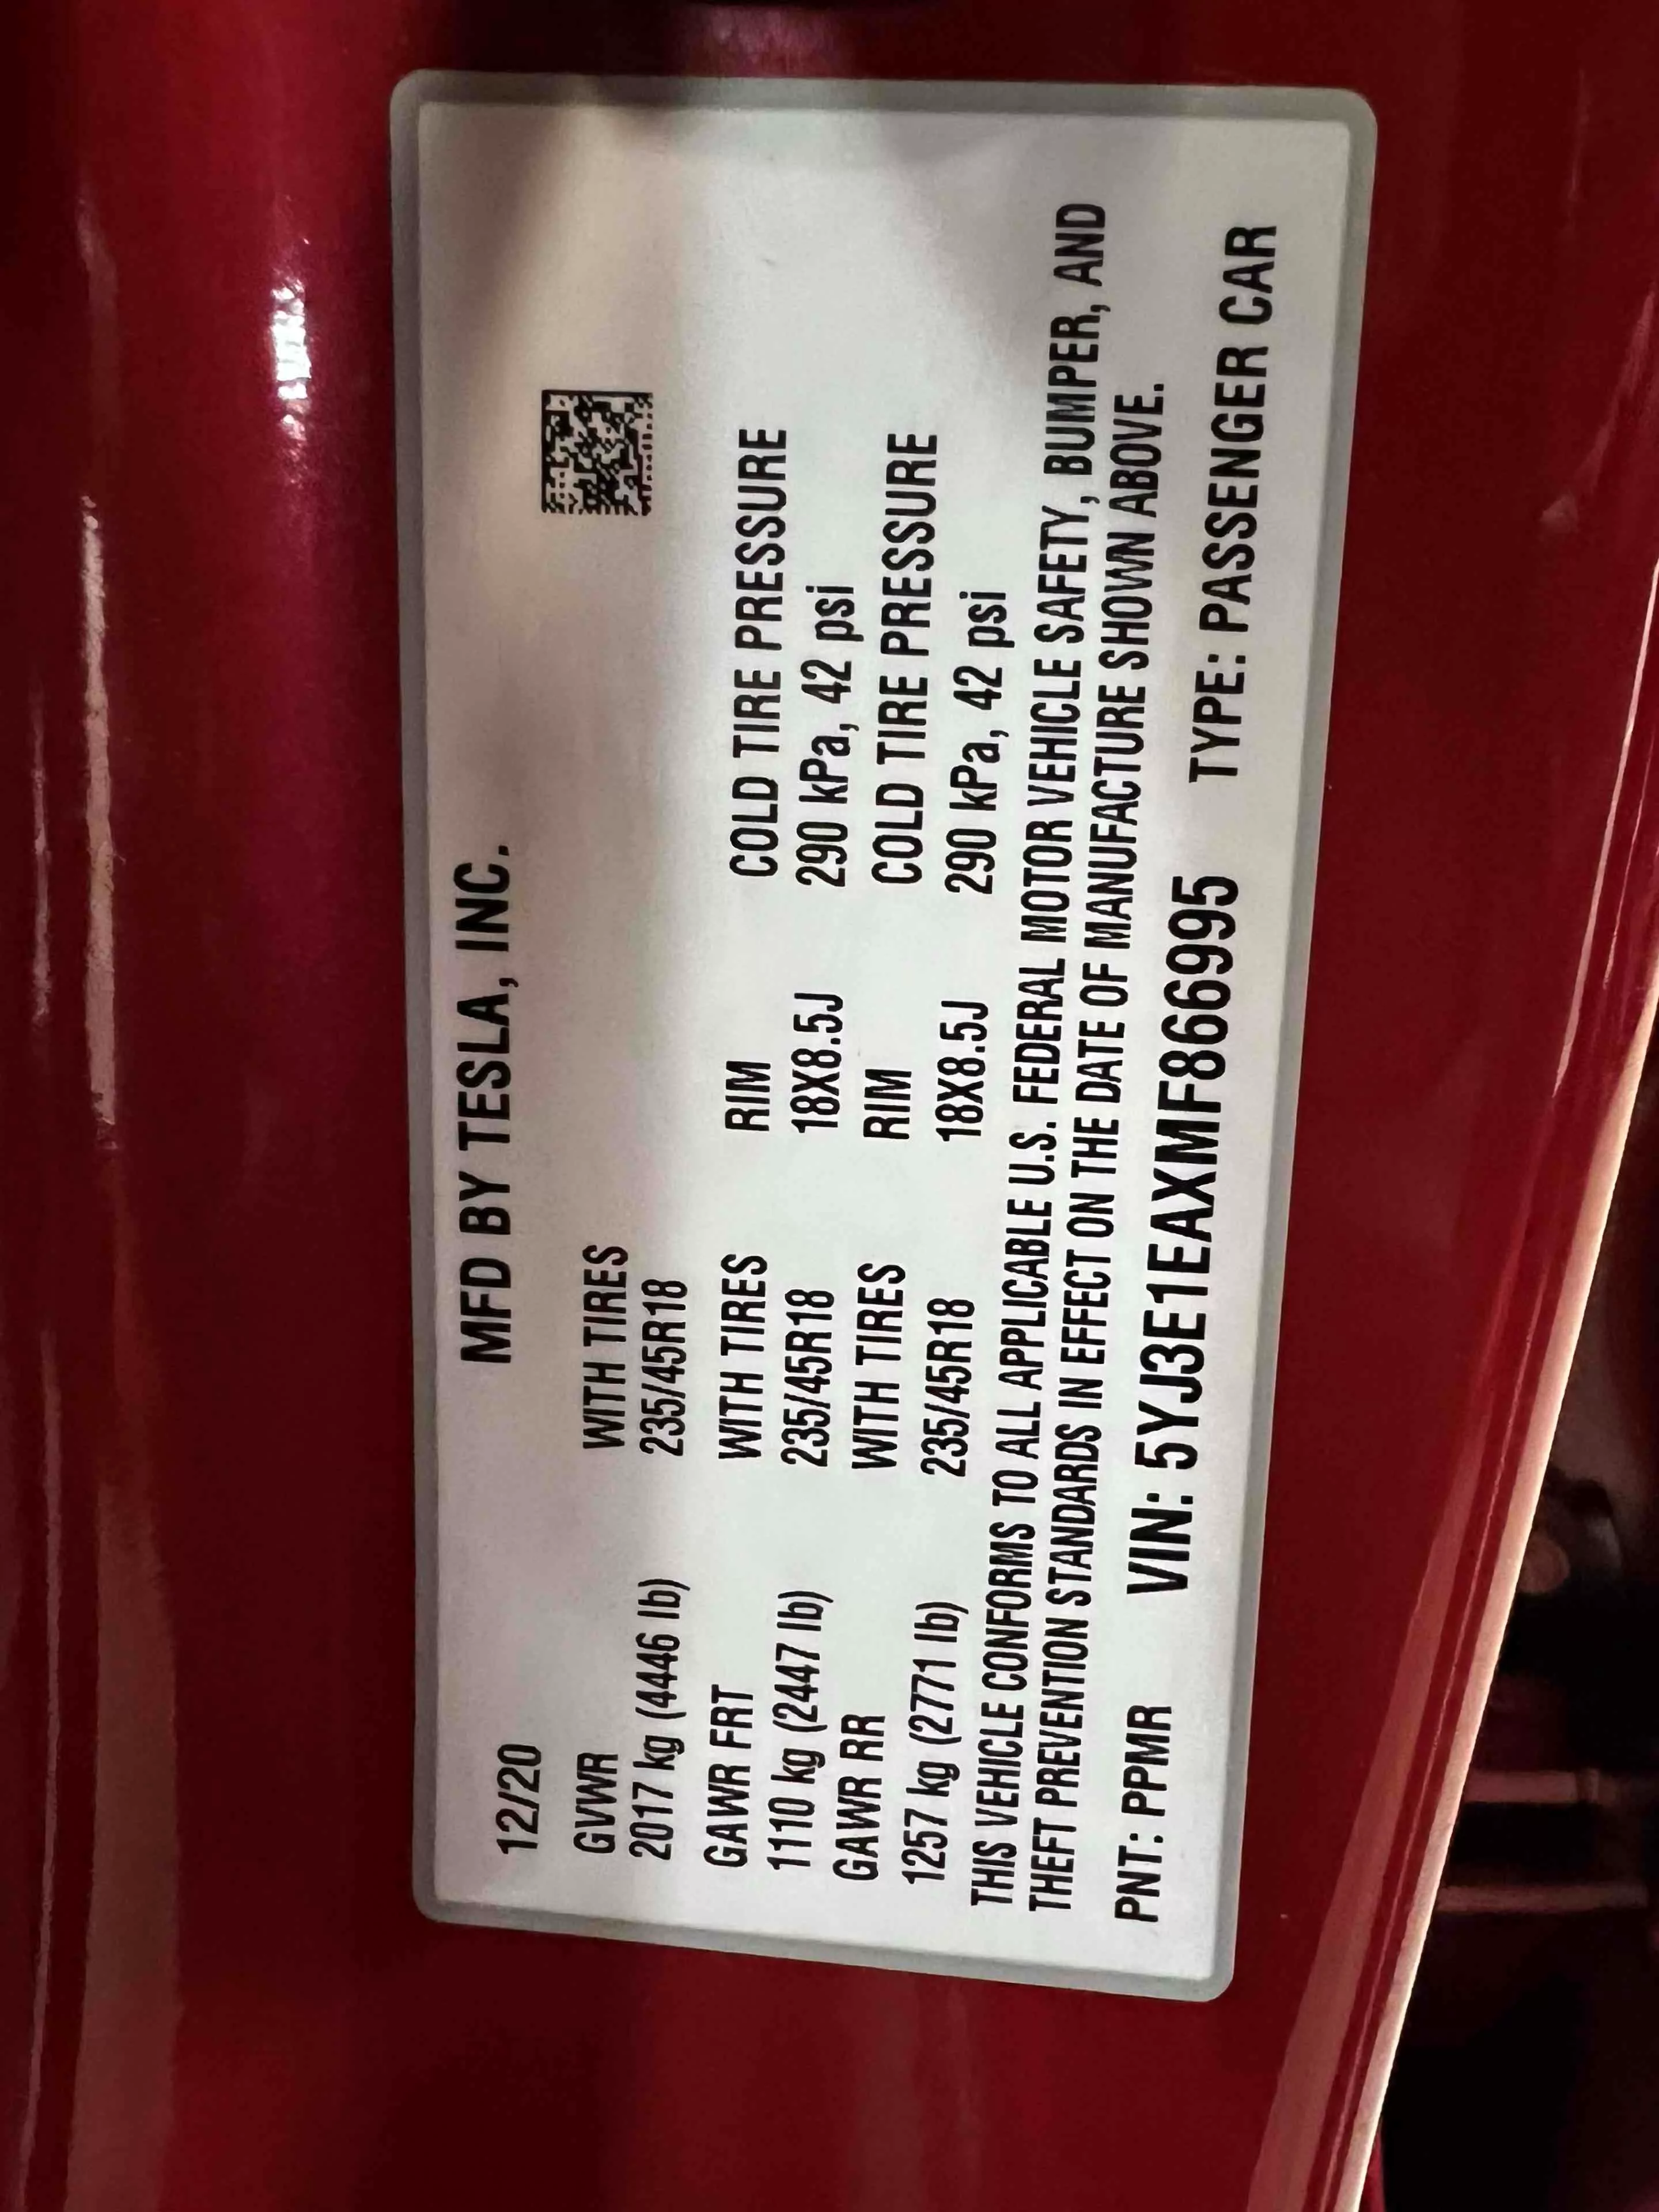 12/20 MFD BY TESLA, INC.
GVWR WITH TIRES
2017 kg (4446 lb) 235/45R18
GAWR FRT WITH TIRES RIM COLD TIRE PRESSURE
1110 kg (2447 lb) 235/45R18 18X8.5J 290 kPa, 42 psi
GAWR RR WITH TIRES RIM COLD TIRE PRESSURE
1257 kg (2771 lb) 235/45R18 18X8.5J 290 kPa, 42 psi
THIS VEHICLE CONFORMS TO ALL APPLICABLE U.S. FEDERAL MOTOR VEHICLE SAFETY, BUMPER, AND
THEFT PREVENTION STANDARDS IN EFFECT ON THE DATE OF MANUFACTURE SHOWN ABOVE.
PNT: PPMR VIN: 5YJ3E1EAXMF866995 TYPE: PASSENGER CAR